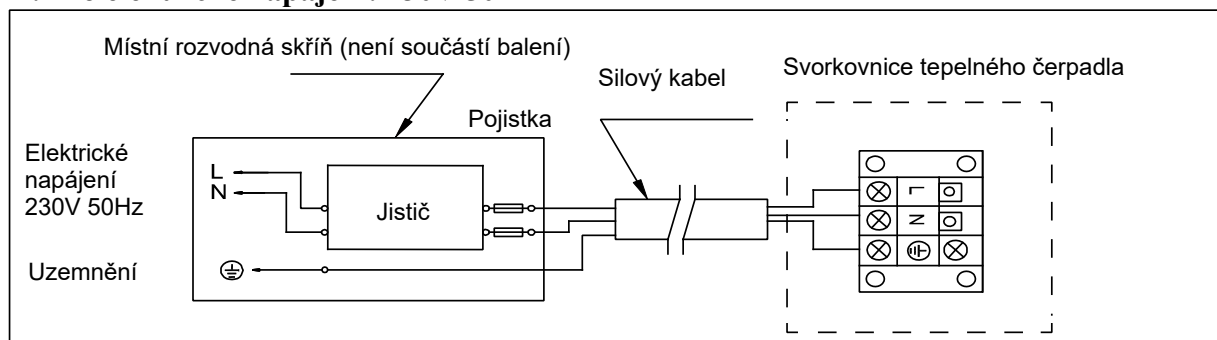 Místní rozvodná skříň (není součástí balení)
Silový kabel
Svorkovnice tepelného čerpadla
Pojistka
Elektrické
napájení
230V 50Hz
L
N
Jistič
Uzemnění
L
N